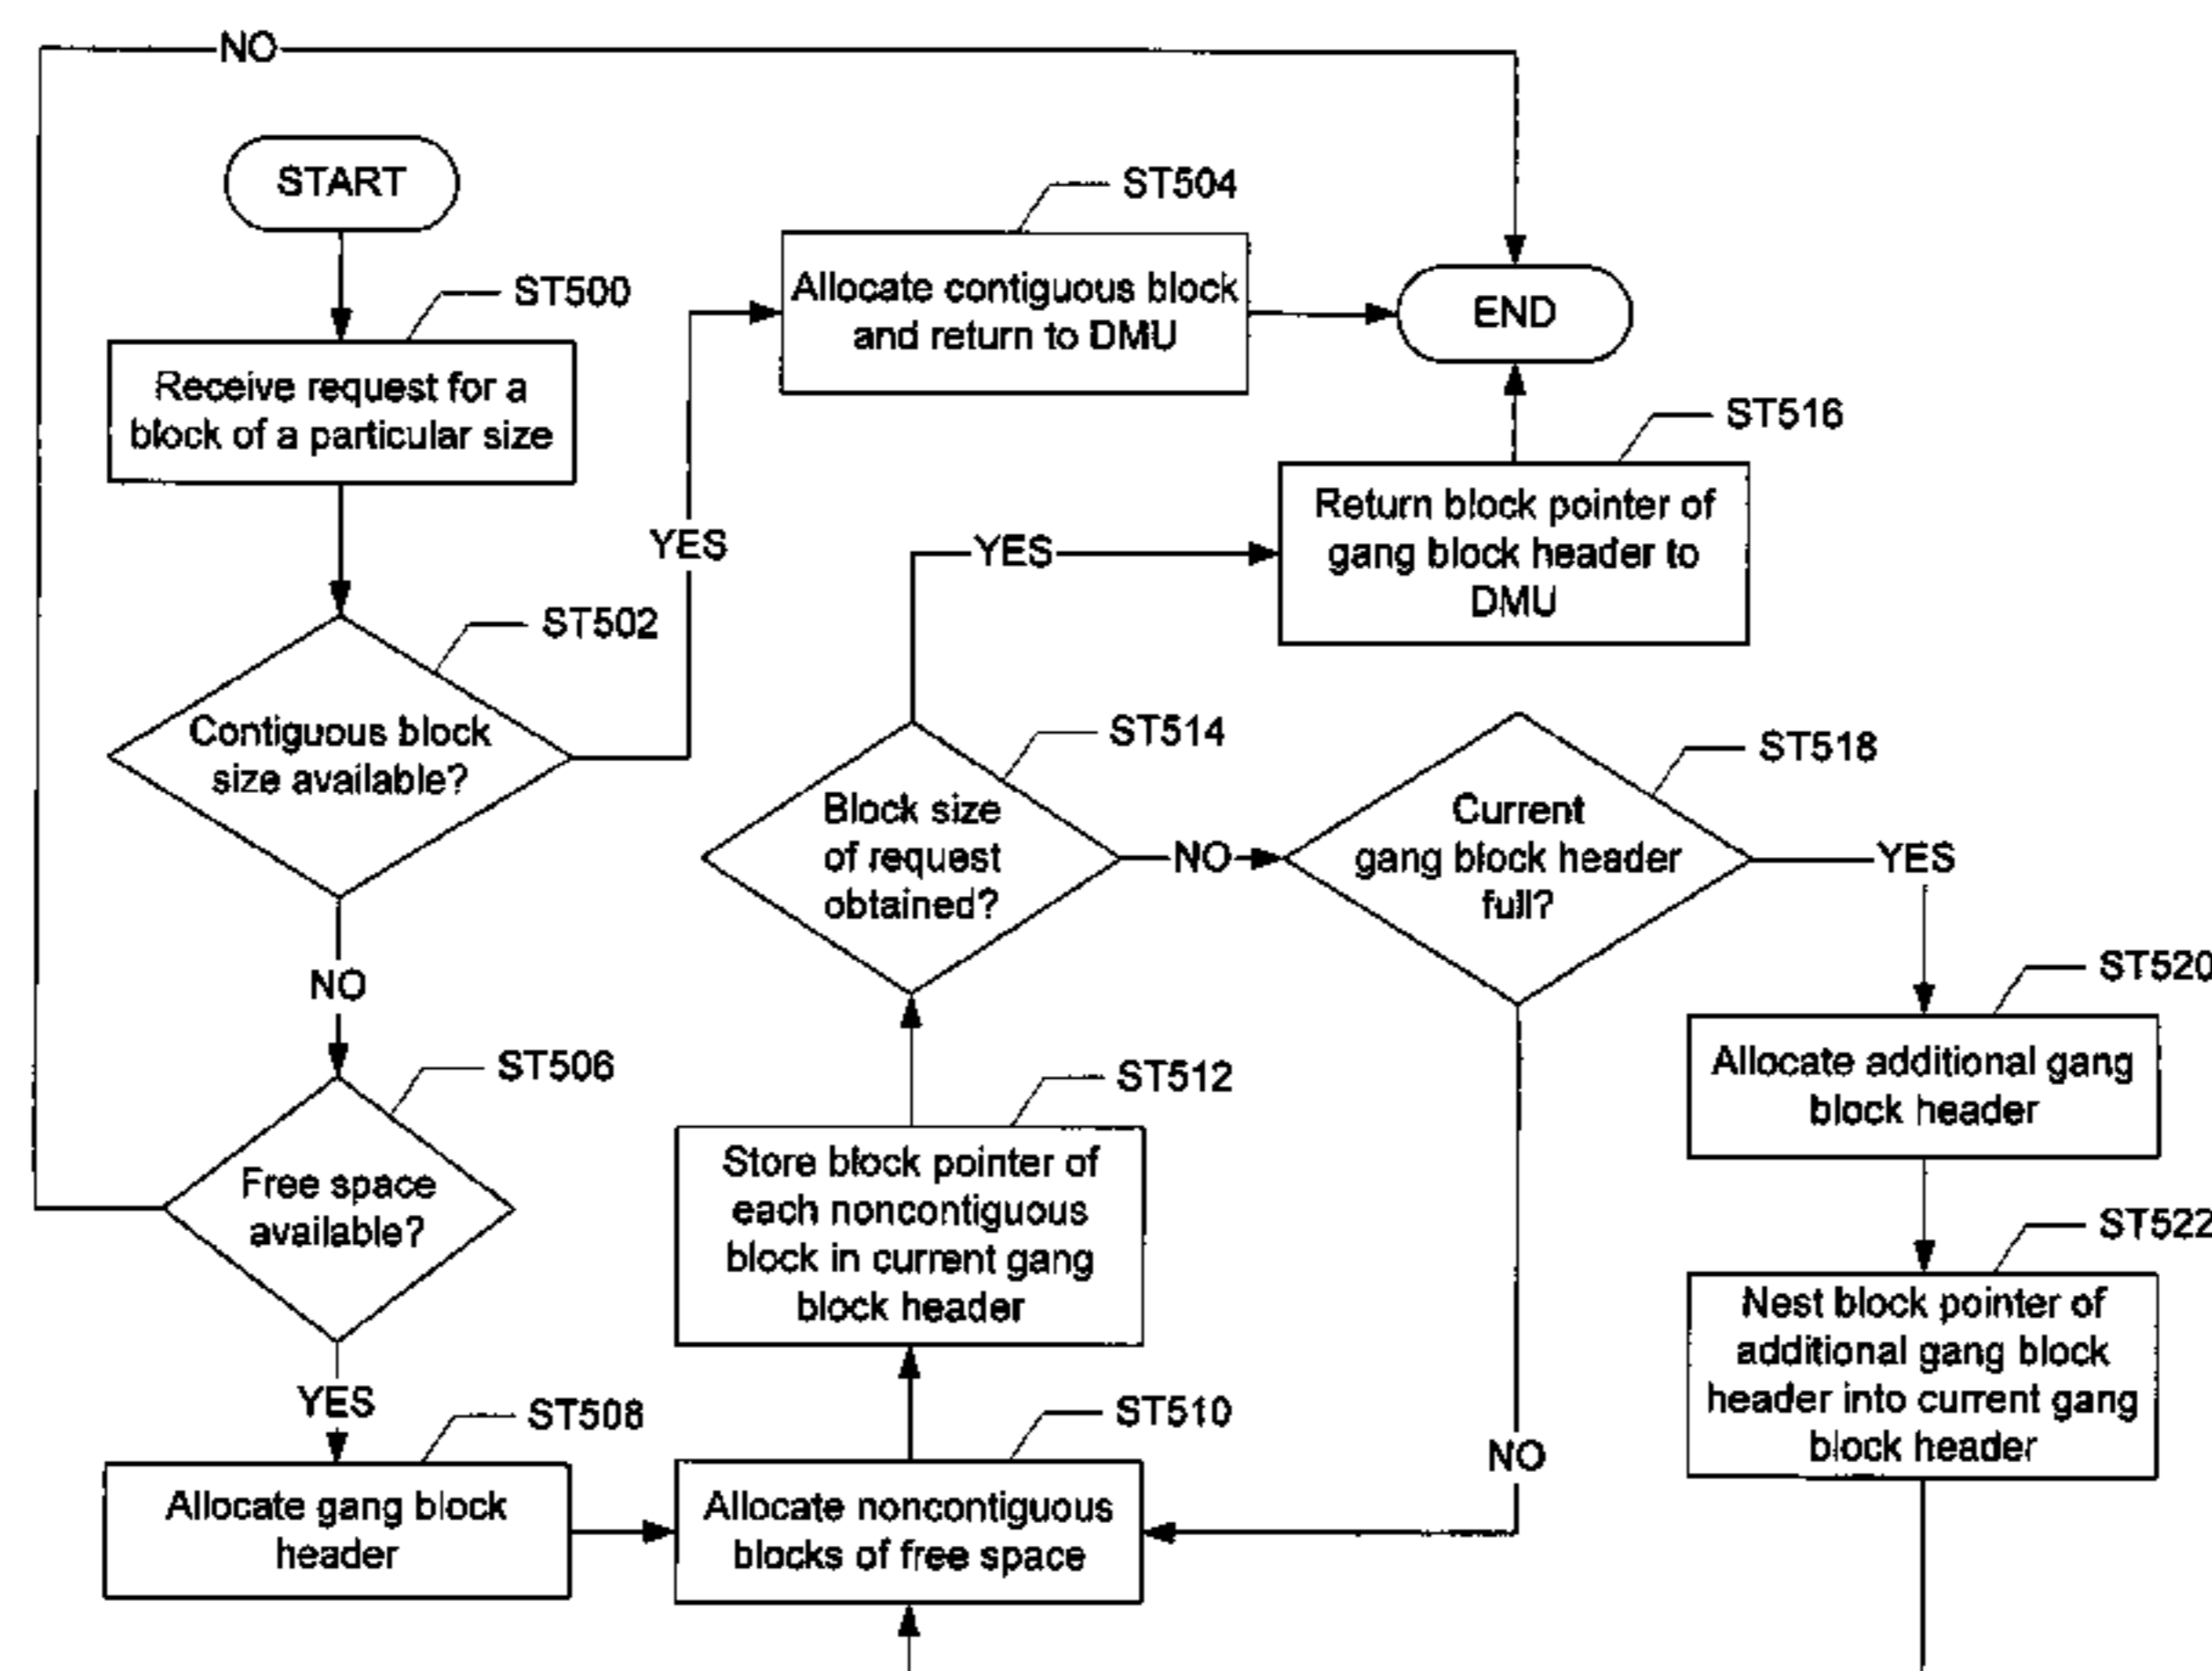 NO
START
ST500
Receive request for a
block of a particular size
ST502
Contiguous block
size available?
YES
ST504
Allocate contiguous block
and return to DMU
END
NO
ST506
Free space
available?
YES
ST508
Allocate gang block
header
ST510
Allocate noncontiguous
blocks of free space
ST512
Store block pointer of
each noncontiguous
block in current gang
block header
ST514
Block size
of request
obtained?
YES
ST516
Return block pointer of
gang block header to
DMU
NO
ST518
Current
gang block header
full?
NO
YES
ST520
Allocate additional gang
block header
ST522
Nest block pointer of
additional gang block
header into current gang
block header